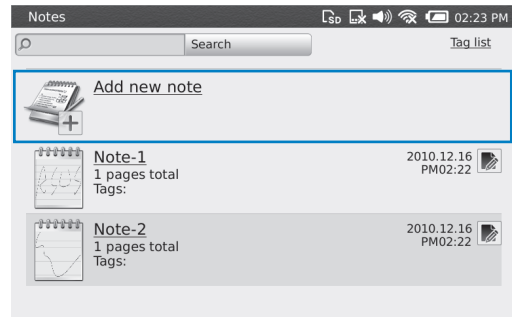 Notes SD 02:23 PM
Search Tag list
Add new note
Note-1 2010.12.16
1 pages total PM02:22
Tags:
Note-2 2010.12.16
1 pages total PM02:22
Tags: